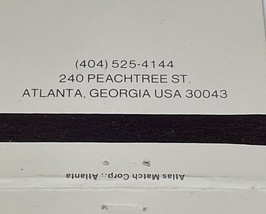 (404) 525-4144
240 PEACHTREE ST.
ATLANTA, GEORGIA USA 30043
Atlas Match Corp., Atlanta